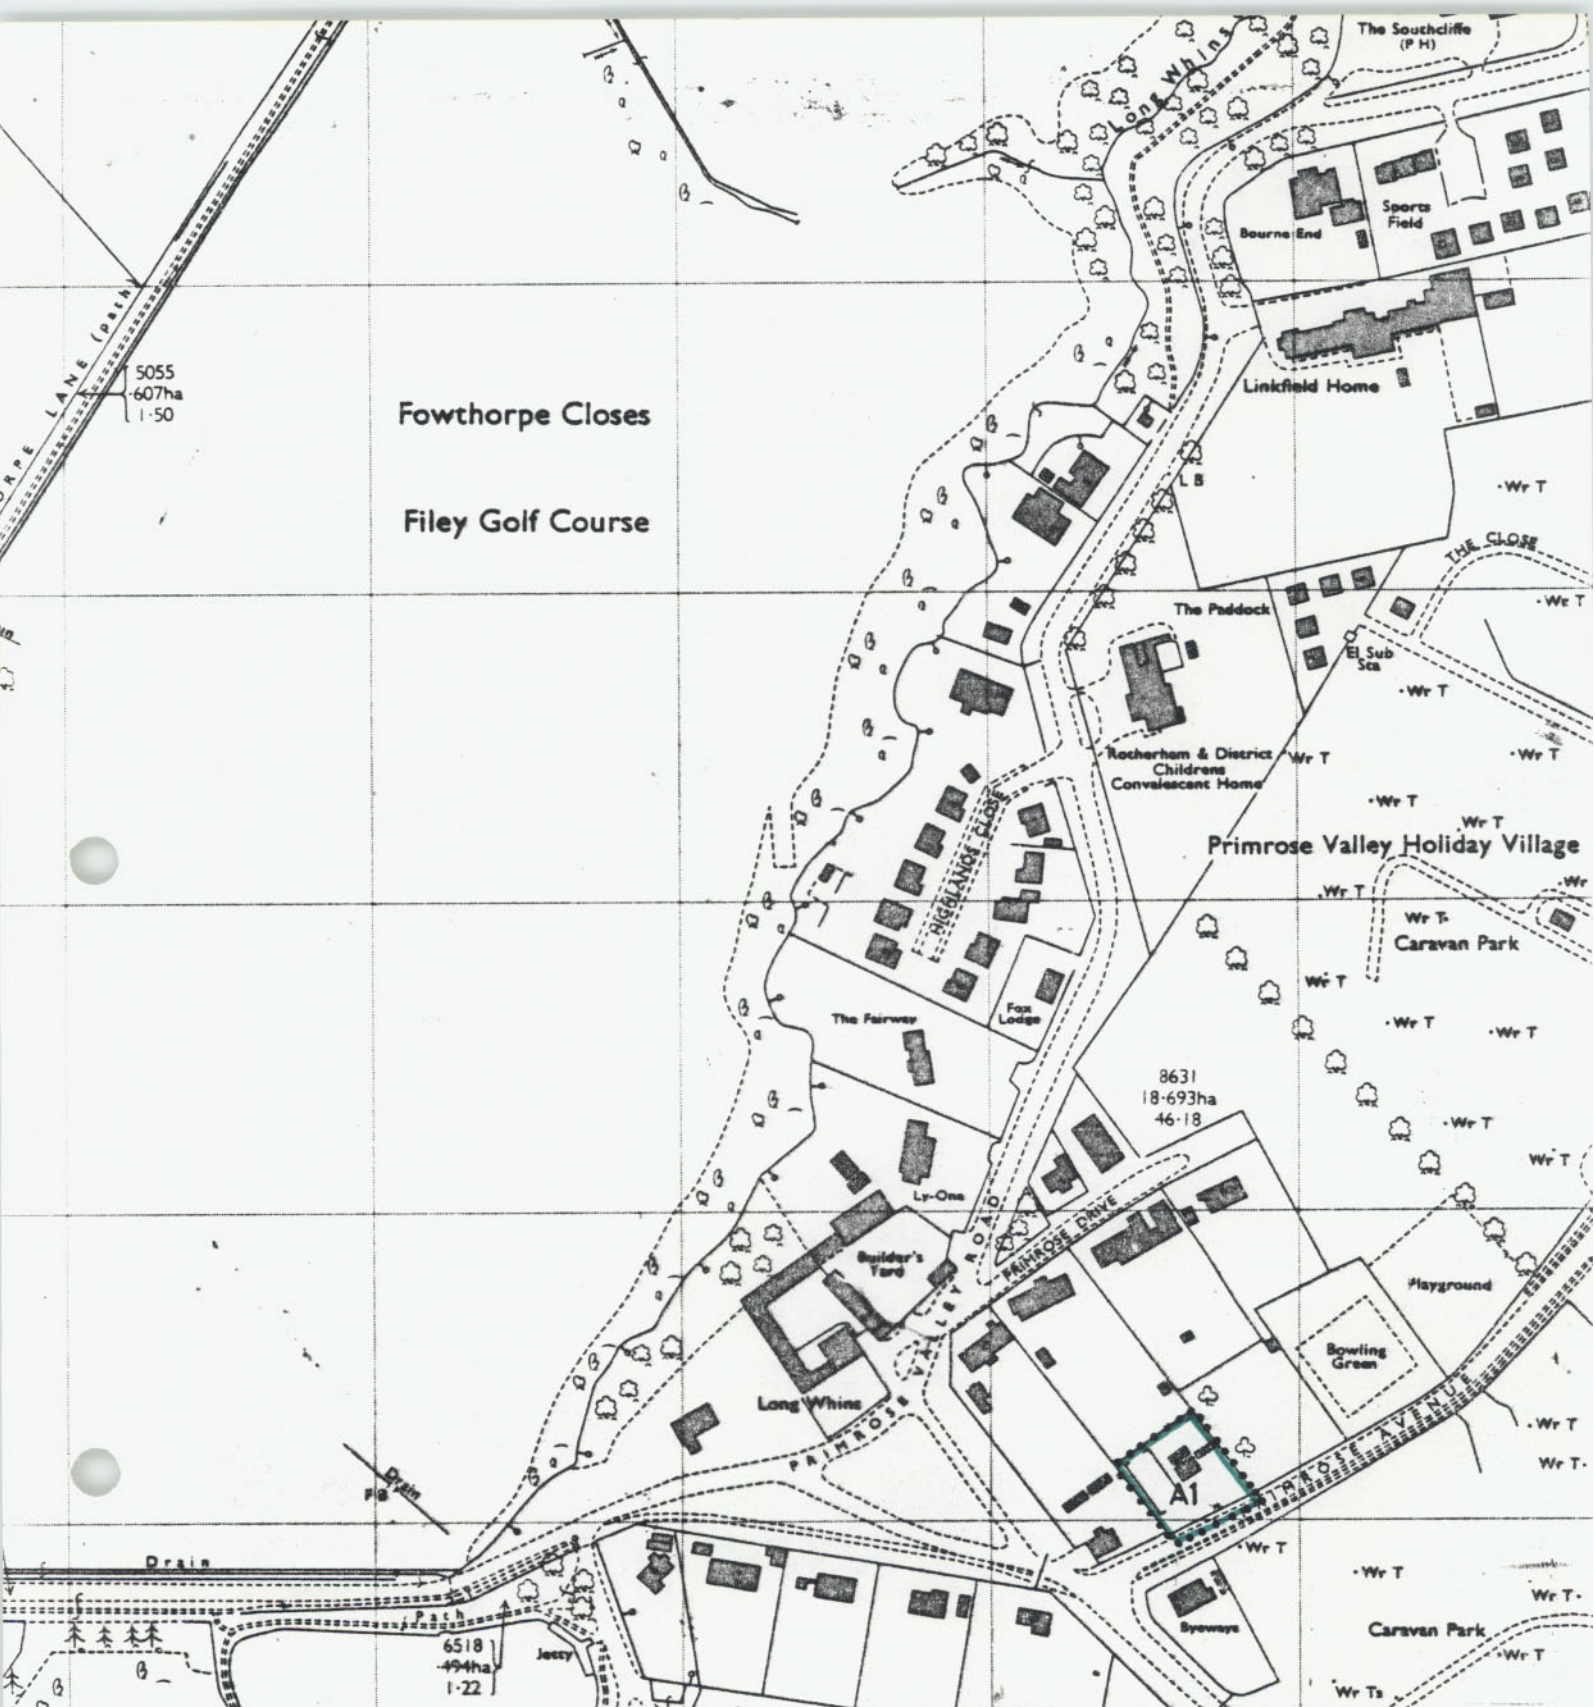 The Southcliffe
(P H)
Long Whins
Sports
Field
Bourne End
LANE (path)
5055
.607ha
1.50
Linkfield Home
Fowthorpe Closes
L B
Wr T
Filey Golf Course
THE CLOSE
Wr T
The Paddock
El Sub
Sta
Wr T
Rotherham & District
Childrens
Convalescent Home
Wr T
Wr T
HIGHLANDS CLOSE
Wr T
Wr T
Primrose Valley Holiday Village
Wr T
Wr
Wr T
Caravan Park
Wr T
Fox
Lodge
The Fairway
Wr T
Wr T
8631
18.693ha
46.18
Wr T
Wr T
Ly-Ons
PRIMROSE DRIVE
Builder's
Yard
Playground
Bowling
Green
Long Whins
PRIMROSE VALLEY ROAD
PRIMROSE AVENUE
Wr T
Wr T
Drain
F B
A1
Wr T
Drain
Wr T
Wr T
Path
Byeways
Caravan Park
6518
.494ha
1.22
Jetty
Wr T
Wr Ts